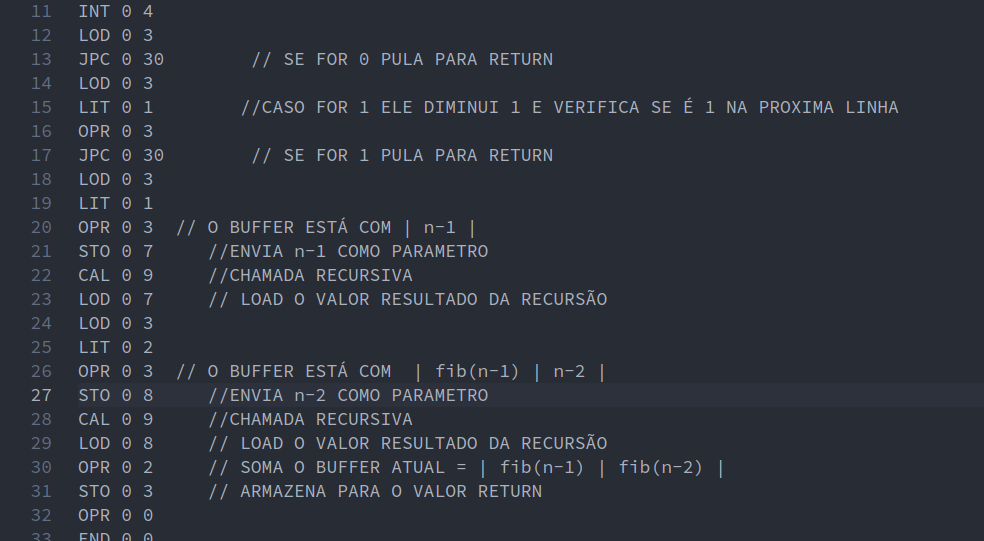 11 INT 0 4
12 LOD 0 3
13 JPC 0 30 // SE FOR 0 PULA PARA RETURN
14 LOD 0 3
15 LIT 0 1 //CASO FOR 1 ELE DIMINUI 1 E VERIFICA SE É 1 NA PROXIMA LINHA
16 OPR 0 3
17 JPC 0 30 // SE FOR 1 PULA PARA RETURN
18 LOD 0 3
19 LIT 0 1
20 OPR 0 3 // O BUFFER ESTÁ COM | n-1 |
21 STO 0 7 //ENVIA n-1 COMO PARAMETRO
22 CAL 0 9 //CHAMADA RECURSIVA
23 LOD 0 7 // LOAD O VALOR RESULTADO DA RECURSÃO
24 LOD 0 3
25 LIT 0 2
26 OPR 0 3 // O BUFFER ESTÁ COM | fib(n-1) | n-2 |
27 STO 0 8 //ENVIA n-2 COMO PARAMETRO
28 CAL 0 9 //CHAMADA RECURSIVA
29 LOD 0 8 // LOAD O VALOR RESULTADO DA RECURSÃO
30 OPR 0 2 // SOMA O BUFFER ATUAL = | fib(n-1) | fib(n-2) |
31 STO 0 3 // ARMAZENA PARA O VALOR RETURN
32 OPR 0 0
33 END 0 0